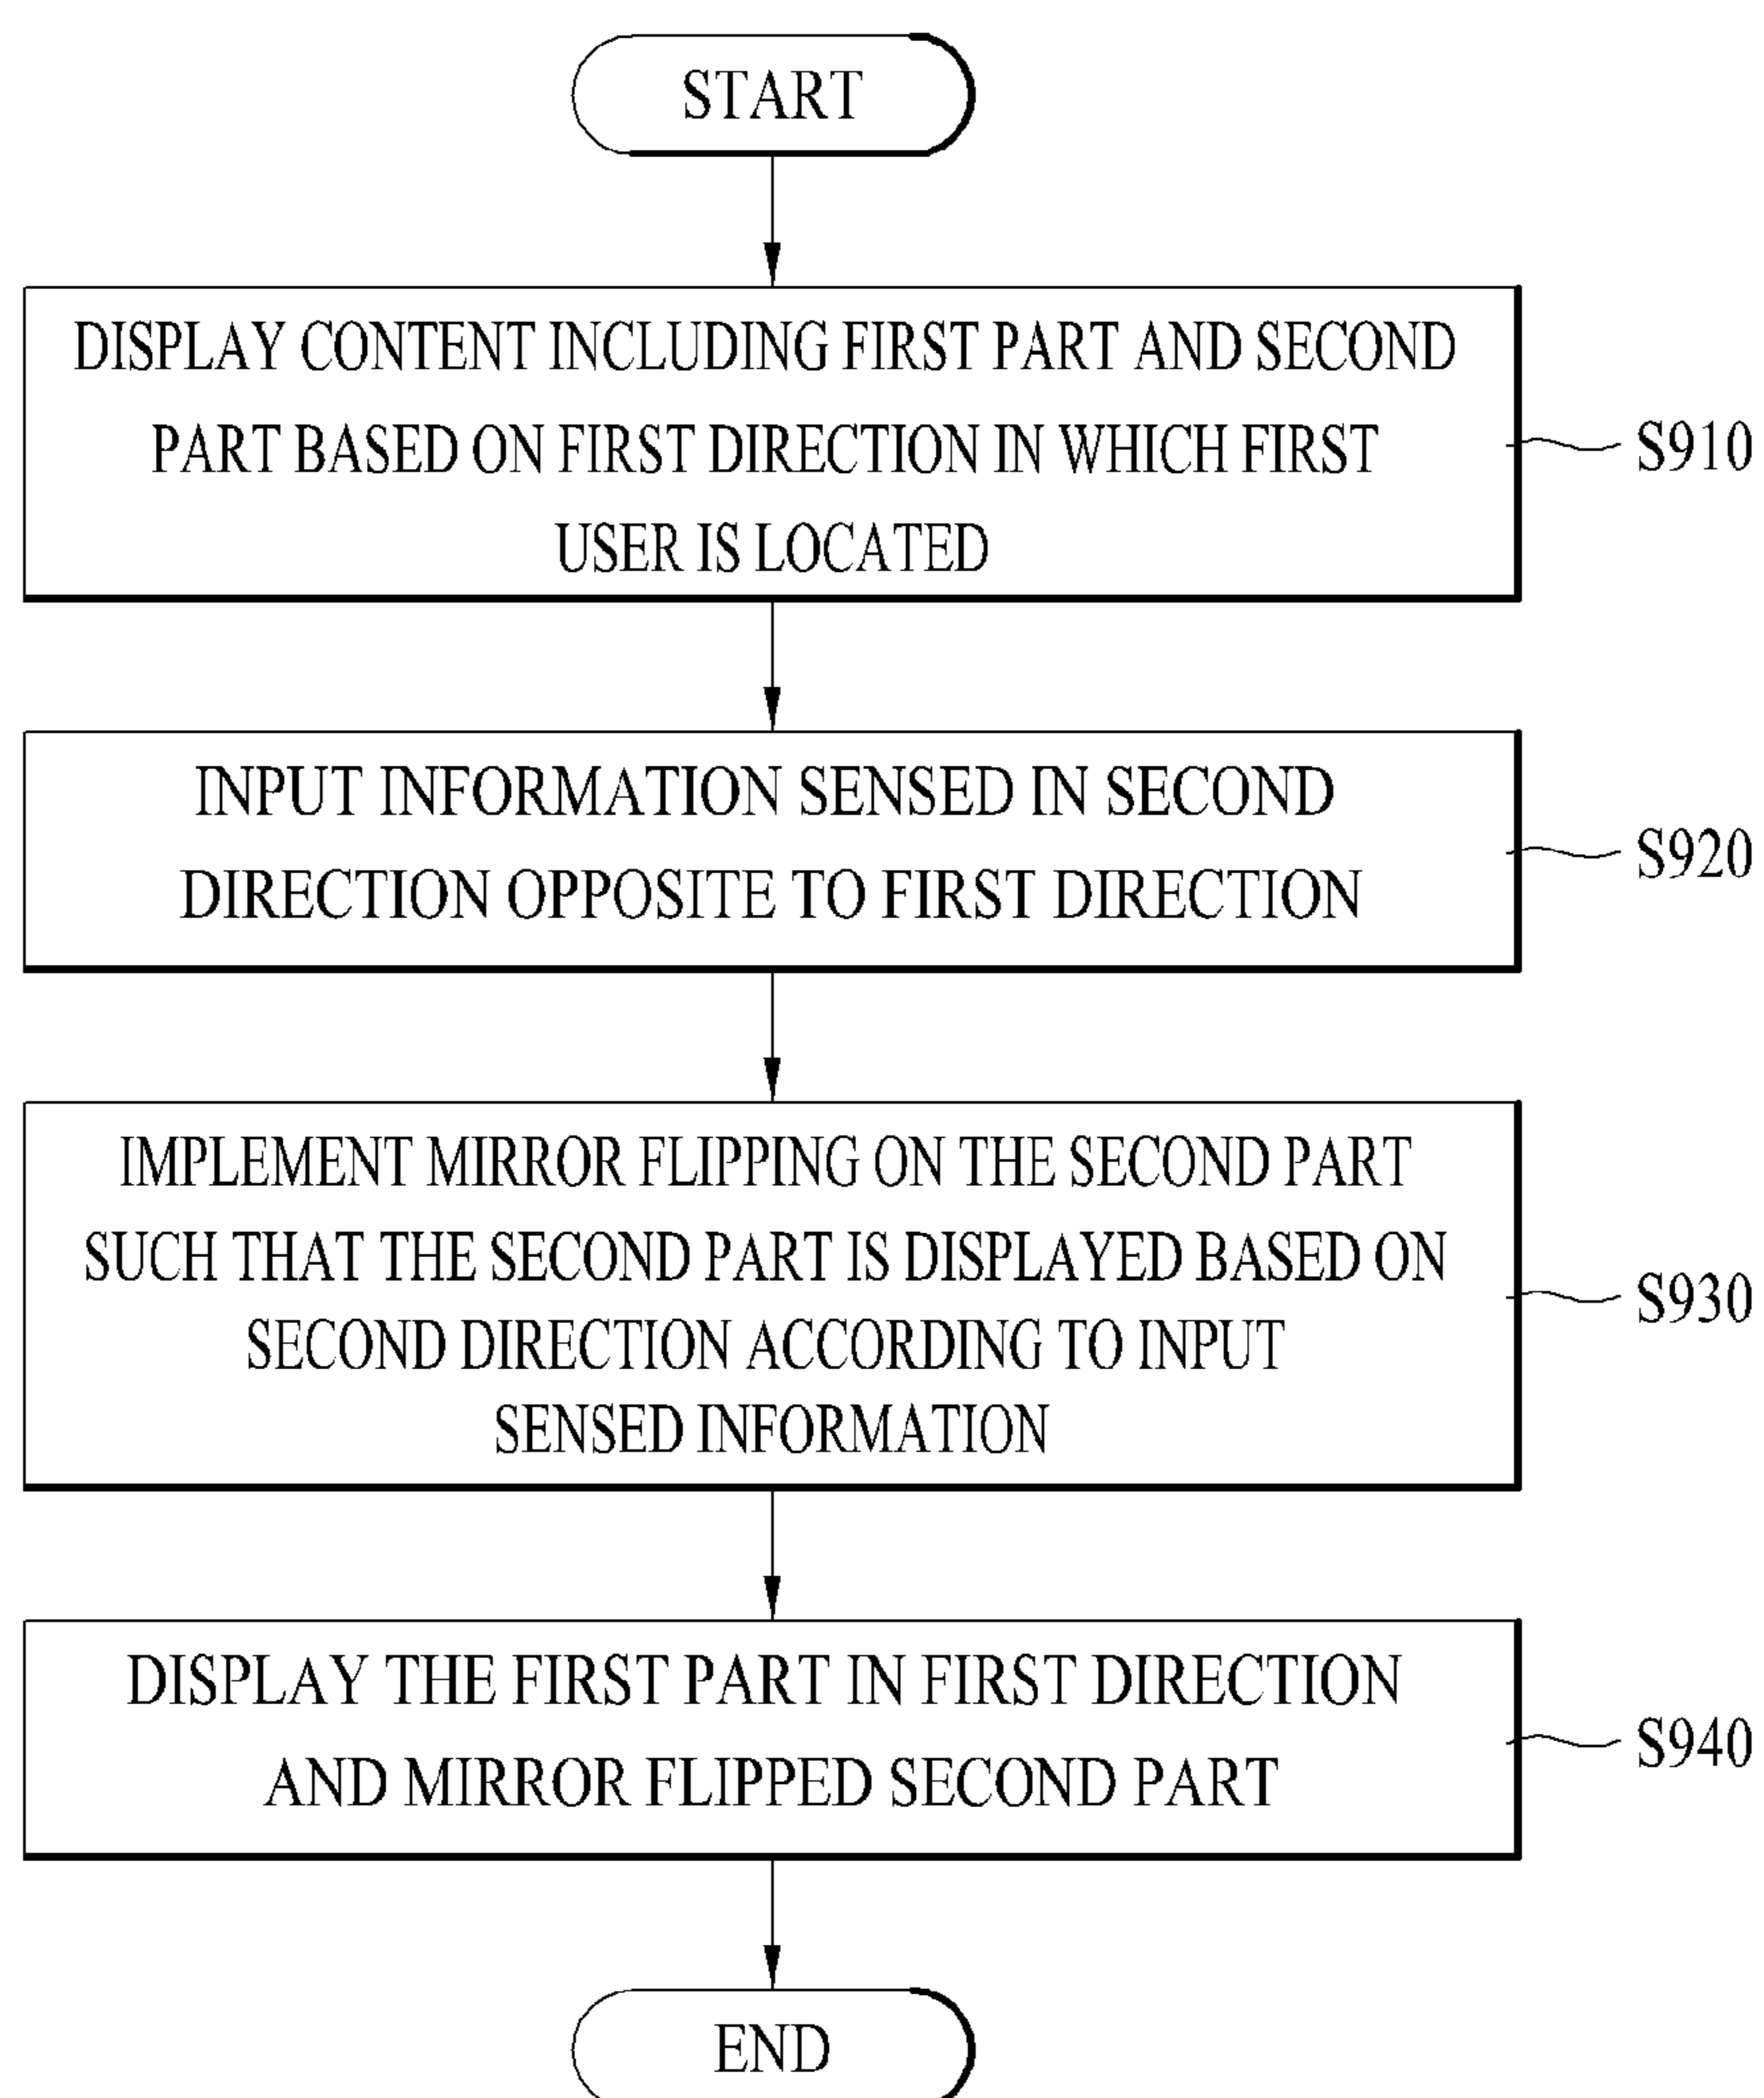 START
DISPLAY CONTENT INCLUDING FIRST PART AND SECOND
PART BASED ON FIRST DIRECTION IN WHICH FIRST
USER IS LOCATED
S910
INPUT INFORMATION SENSED IN SECOND
DIRECTION OPPOSITE TO FIRST DIRECTION
S920
IMPLEMENT MIRROR FLIPPING ON THE SECOND PART
SUCH THAT THE SECOND PART IS DISPLAYED BASED ON
SECOND DIRECTION ACCORDING TO INPUT
SENSED INFORMATION
S930
DISPLAY THE FIRST PART IN FIRST DIRECTION
AND MIRROR FLIPPED SECOND PART
S940
END